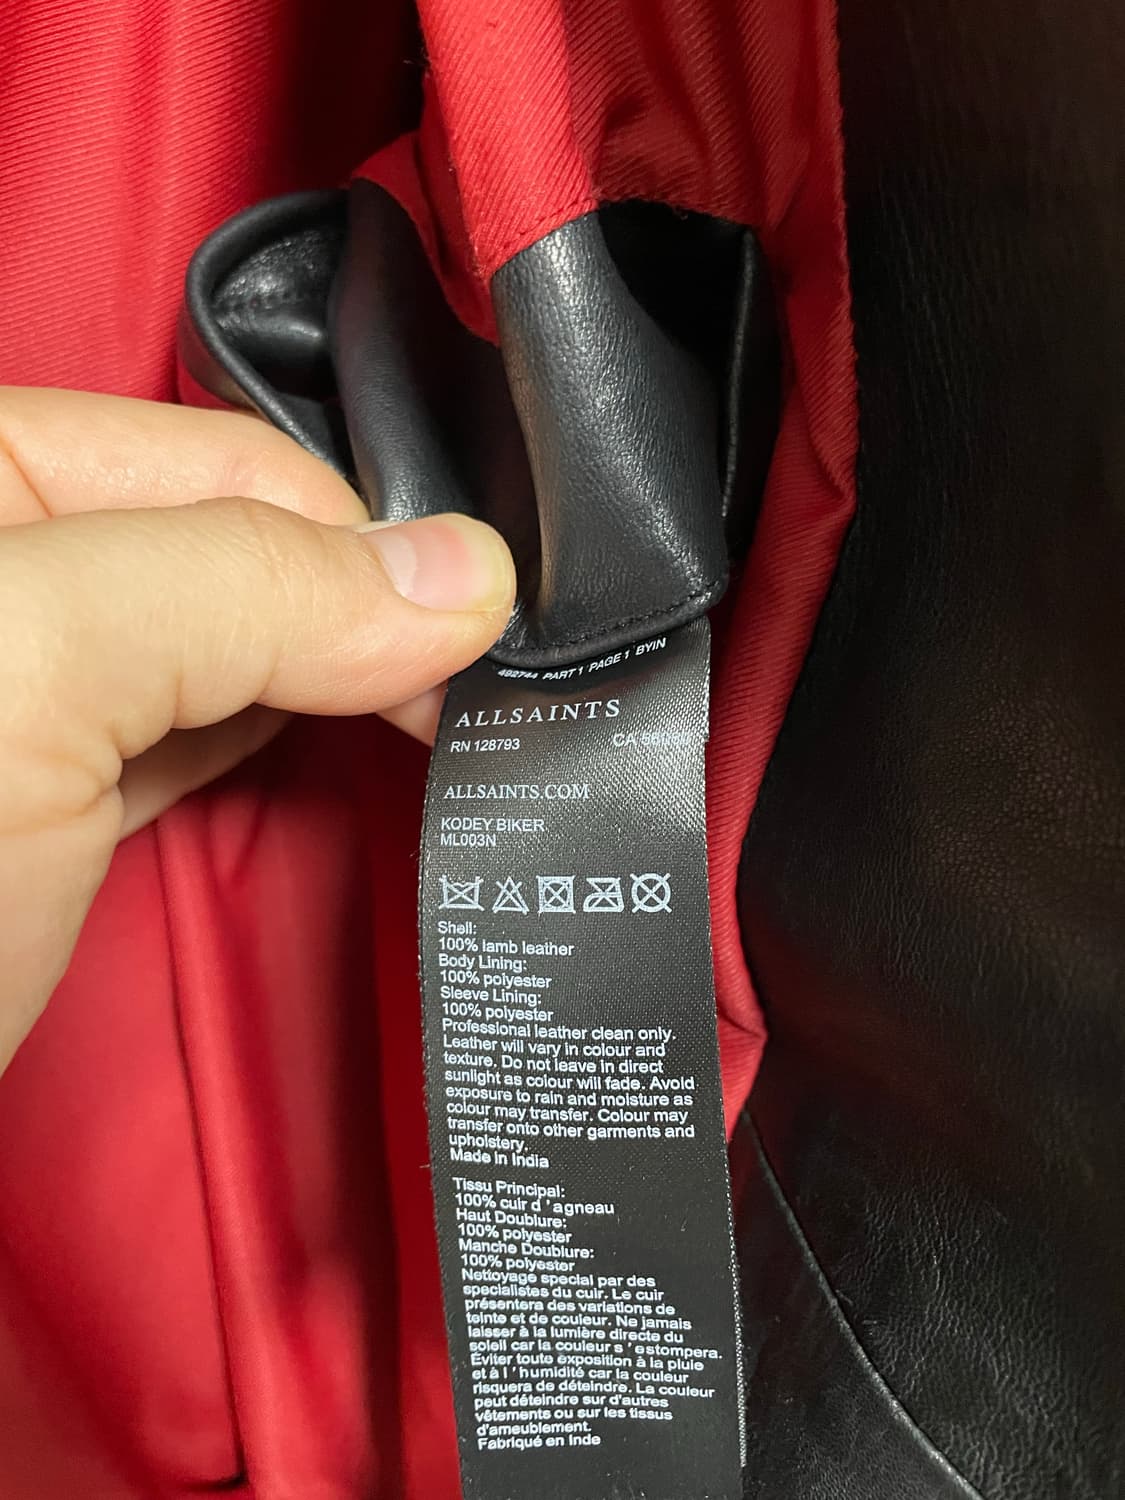 492744 PART 1 PAGE 1 BYIN
ALLSAINTS
RN 128793 CA
ALLSAINTS.COM
KODEY BIKER
ML003N
Shell:
100% lamb leather
Body Lining:
100% polyester
Sleeve Lining:
100% polyester
Professional leather clean only.
Leather will vary in colour and
texture. Do not leave in direct
sunlight as colour will fade. Avoid
exposure to rain and moisture as
colour may transfer. Colour may
transfer onto other garments and
upholstery.
Made in India
Tissu Principal:
100% cuir d'agneau
Haut Doublure:
100% polyester
Manche Doublure:
100% polyester
Nettoyage special par des
specialistes du cuir. Le cuir
présentera des variations de
teinte et de couleur. Ne jamais
laisser à la lumière directe du
soleil car la couleur s'estompera.
Éviter toute exposition à la pluie
et à l'humidité car la couleur
risquera de déteindre. La couleur
peut déteindre sur d'autres
vêtements ou sur les tissus
d'ameublement.
Fabriqué en Inde